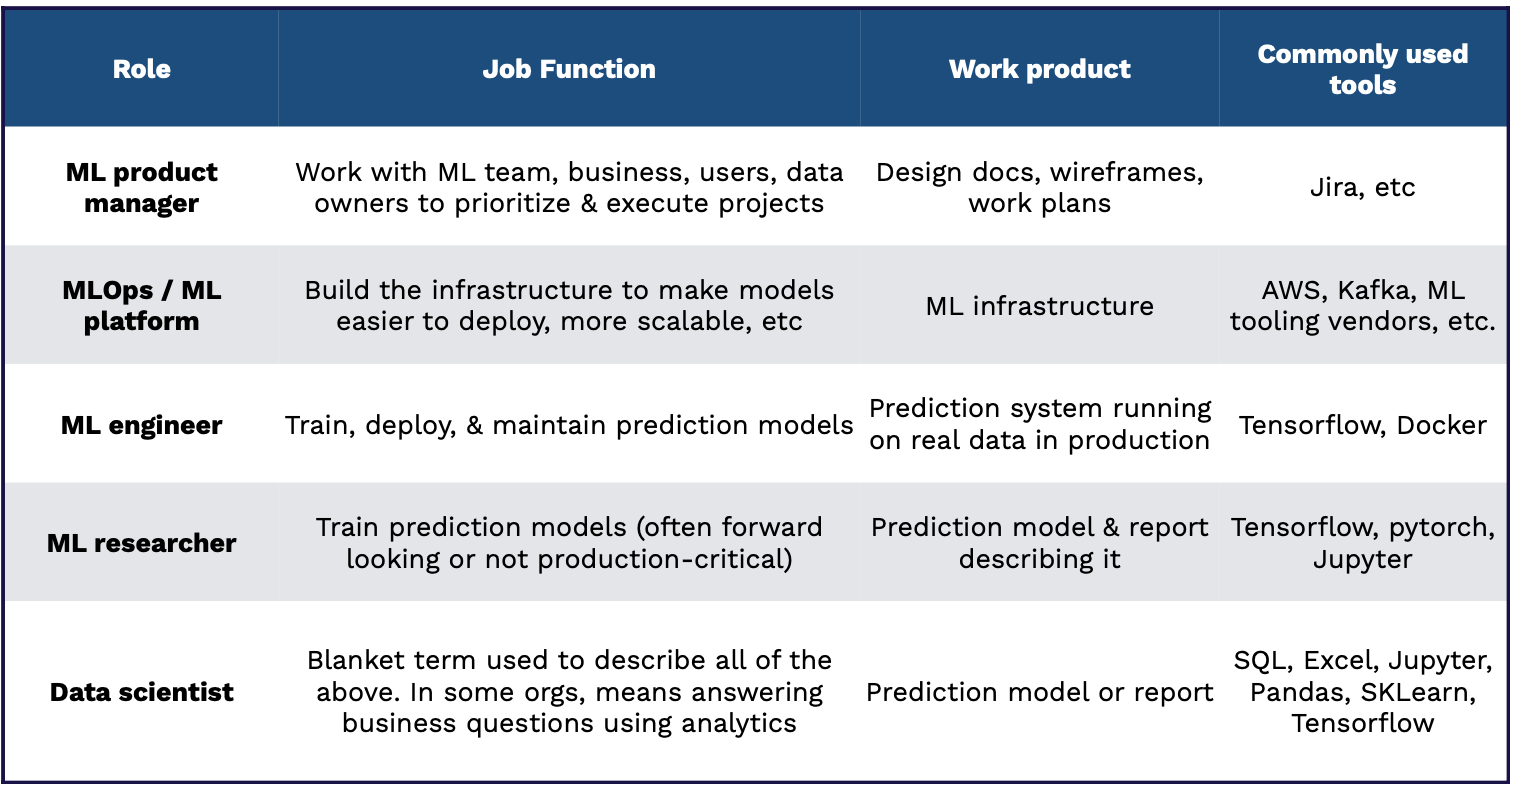 Role
Job Function
Work product
Commonly used
tools
ML product
manager
Work with ML team, business, users, data
owners to prioritize & execute projects
Design docs, wireframes,
work plans
Jira, etc
MLOps / ML
platform
Build the infrastructure to make models
easier to deploy, more scalable, etc
ML infrastructure
AWS, Kafka, ML
tooling vendors, etc.
ML engineer
Train, deploy, & maintain prediction models
Prediction system running
on real data in production
Tensorflow, Docker
ML researcher
Train prediction models (often forward
looking or not production-critical)
Prediction model & report
describing it
Tensorflow, pytorch,
Jupyter
Data scientist
Blanket term used to describe all of the
above. In some orgs, means answering
business questions using analytics
Prediction model or report
SQL, Excel, Jupyter,
Pandas, SKLearn,
Tensorflow